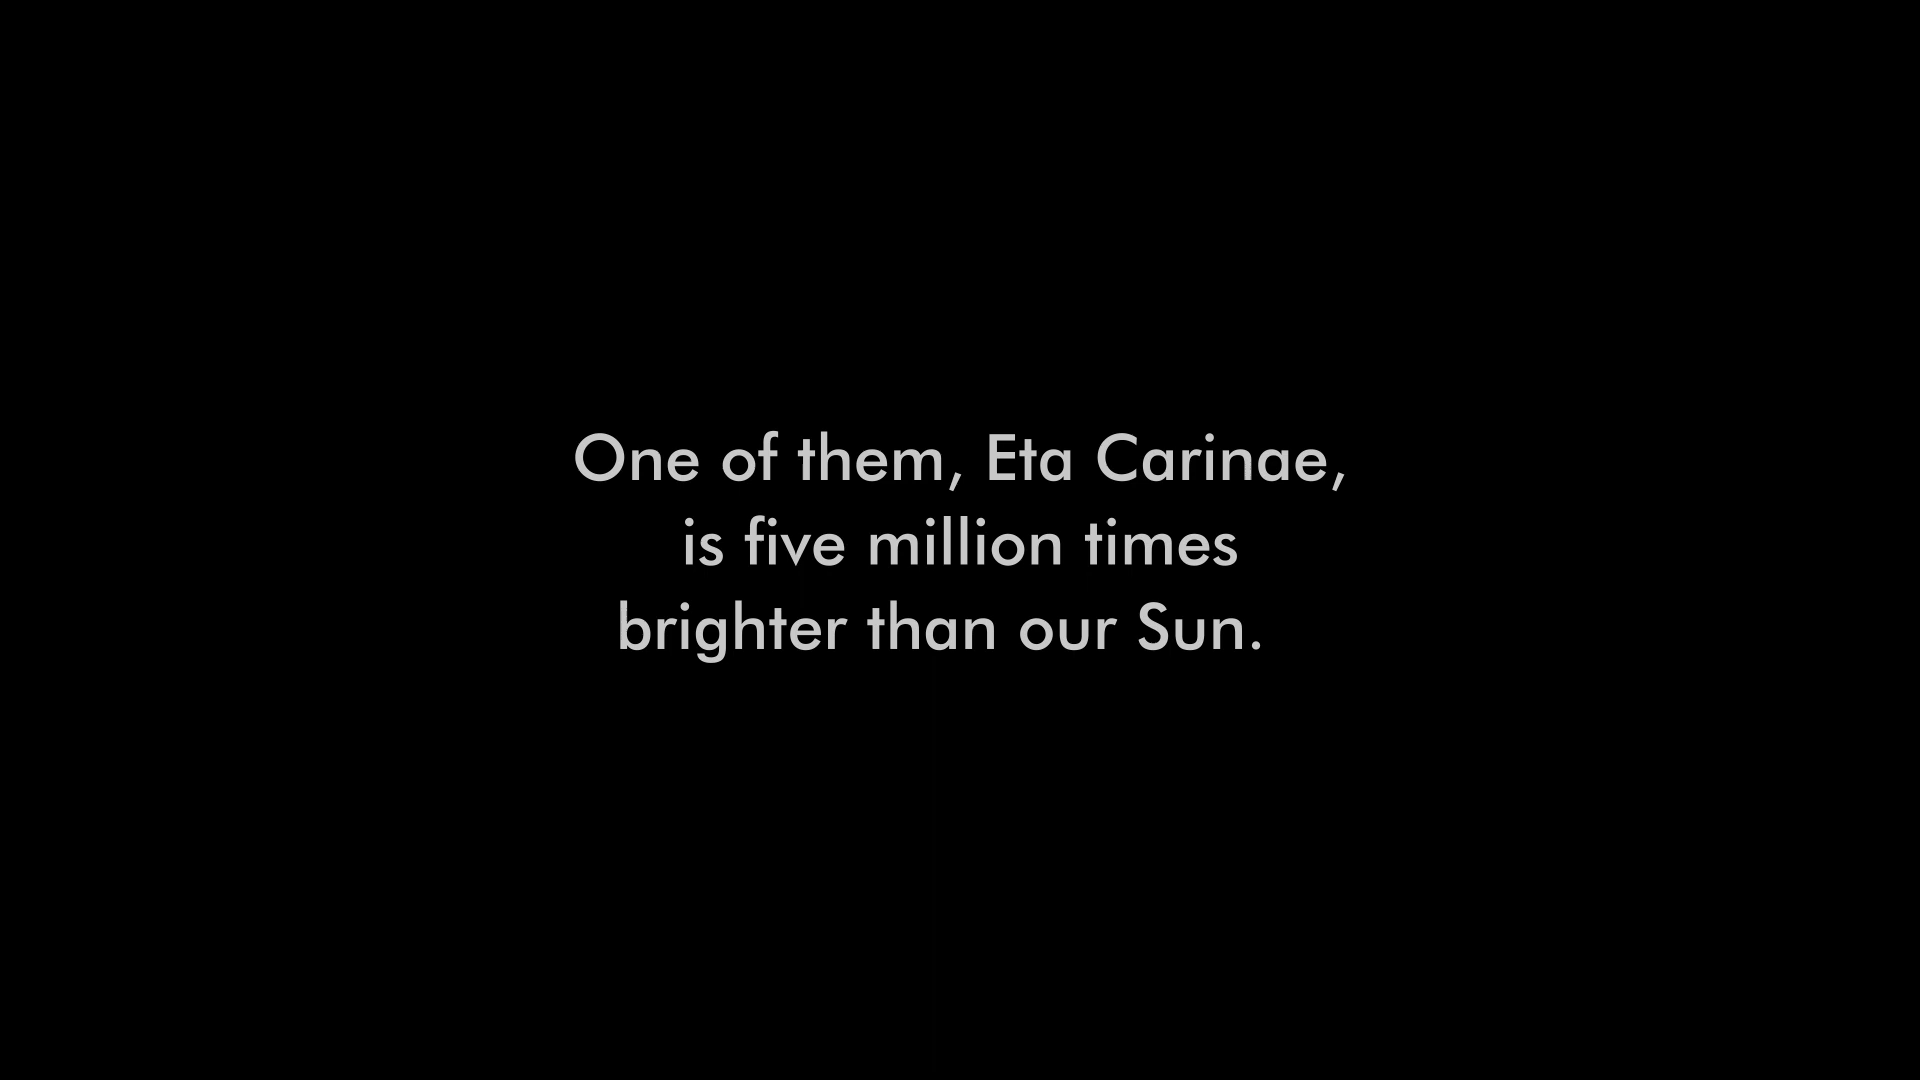 One of them, Eta Carinae,
is five million times
brighter than our Sun.